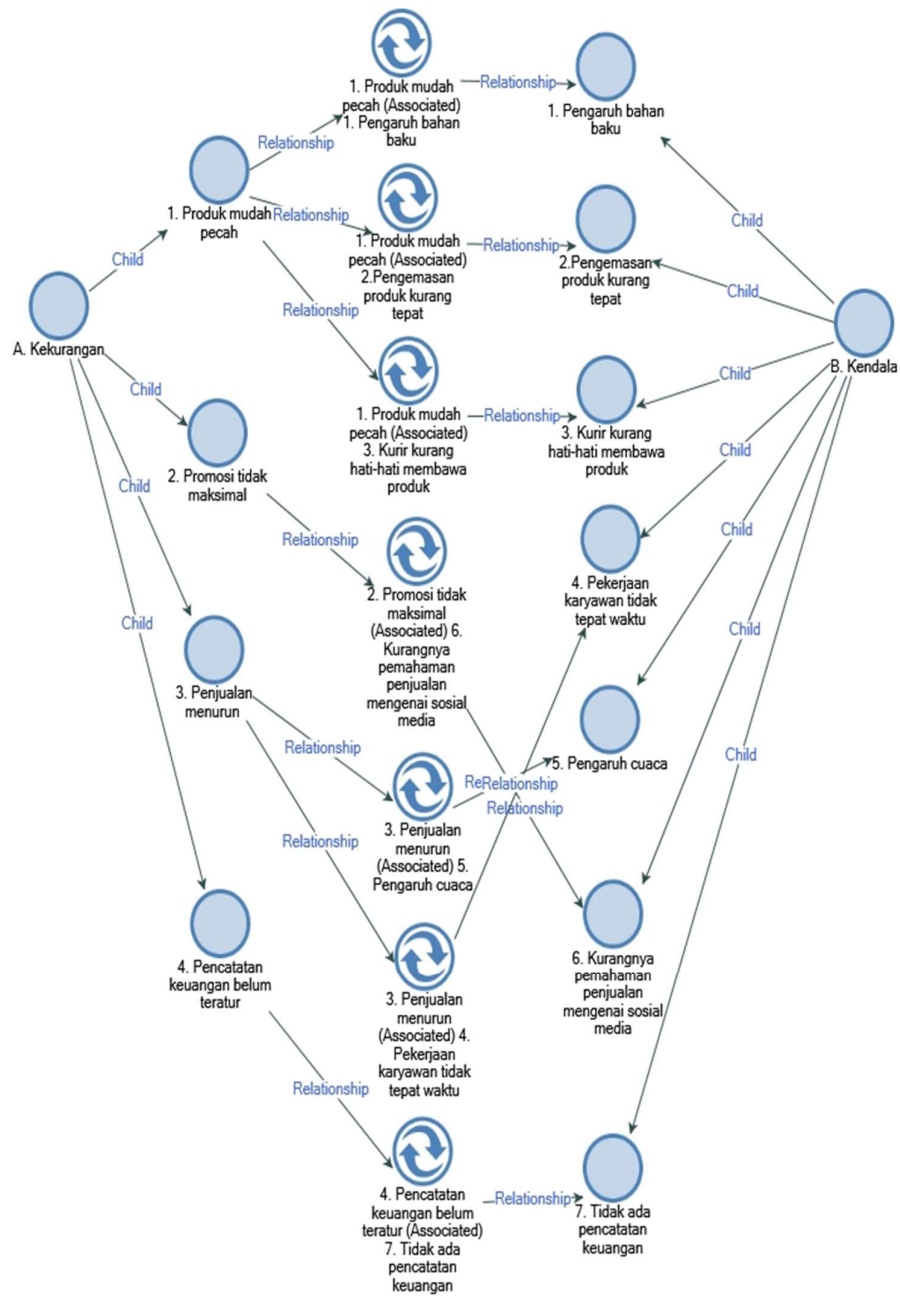 1. Produk mudah
pecah (Associated)
1. Pengaruh bahan
baku
Relationship
1. Pengaruh bahan
baku
Relationship
1. Produk mudah
pecah
Relationship
1. Produk mudah
pecah (Associated)
2.Pengemasan
produk kurang
tepat
Relationship
2.Pengemasan
produk kurang
tepat
Child
Child
Child
A. Kekurangan
Relationship
B. Kendala
1. Produk mudah
pecah (Associated)
3. Kurir kurang
hati-hati membawa
produk
Relationship
3. Kurir kurang
hati-hati membawa
produk
Child
Child
2. Promosi tidak
maksimal
Child
Child
Relationship
2. Promosi tidak
maksimal
(Associated) 6.
Kurangnya
pemahaman
penjualan
mengenai sosial
media
4. Pekerjaan
karyawan tidak
tepat waktu
Child
Child
Child
3. Penjualan
menurun
Relationship
3. Penjualan
menurun
(Associated) 5.
Pengaruh cuaca
Relationship
Relationship
5. Pengaruh cuaca
Child
Relationship
3. Penjualan
menurun
(Associated) 4.
Pekerjaan
karyawan tidak
tepat waktu
6. Kurangnya
pemahaman
penjualan
mengenai sosial
media
4. Pencatatan
keuangan belum
teratur
Relationship
4. Pencatatan
keuangan belum
teratur (Associated)
7. Tidak ada
pencatatan
keuangan
Relationship
7. Tidak ada
pencatatan
keuangan